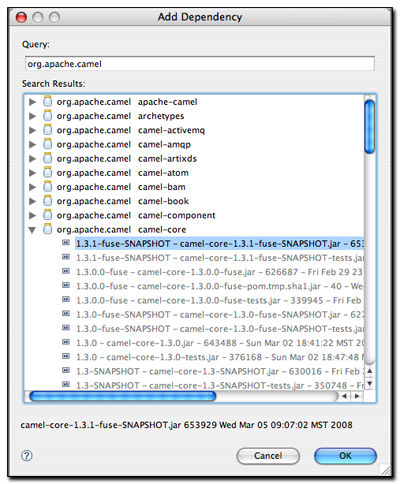 Add Dependency
Query:
org.apache.camel
Search Results:
org.apache.camel apache-camel
org.apache.camel archetypes
org.apache.camel camel-activemq
org.apache.camel camel-amqp
org.apache.camel camel-artixds
org.apache.camel camel-atom
org.apache.camel camel-bam
org.apache.camel camel-book
org.apache.camel camel-component
org.apache.camel camel-core
1.3.1-fuse-SNAPSHOT - camel-core-1.3.1-fuse-SNAPSHOT.jar - 653
1.3.1-fuse-SNAPSHOT - camel-core-1.3.1-fuse-SNAPSHOT-tests.jar
1.3.0.0-fuse - camel-core-1.3.0.0-fuse.jar - 626687 - Fri Feb 29 23
1.3.0.0-fuse - camel-core-1.3.0.0-fuse-pom.tmp.sha1.jar - 40 - Wed
1.3.0.0-fuse - camel-core-1.3.0.0-fuse-tests.jar - 339945 - Fri Feb
1.3.0-fuse-SNAPSHOT - camel-core-1.3.0-fuse-SNAPSHOT.jar - 627
1.3.0-fuse-SNAPSHOT - camel-core-1.3.0-fuse-SNAPSHOT-tests.jar
1.3.0 - camel-core-1.3.0.jar - 643488 - Sun Mar 02 18:41:22 MST 20
1.3.0 - camel-core-1.3.0-tests.jar - 376168 - Sun Mar 02 18:47:48 M
1.3-SNAPSHOT - camel-core-1.3-SNAPSHOT.jar - 630016 - Fri Feb 
1.3-SNAPSHOT - camel-core-1.3-SNAPSHOT-tests.jar - 350748 - Fri
camel-core-1.3.1-fuse-SNAPSHOT.jar 653929 Wed Mar 05 09:07:02 MST 2008
?
Cancel
OK